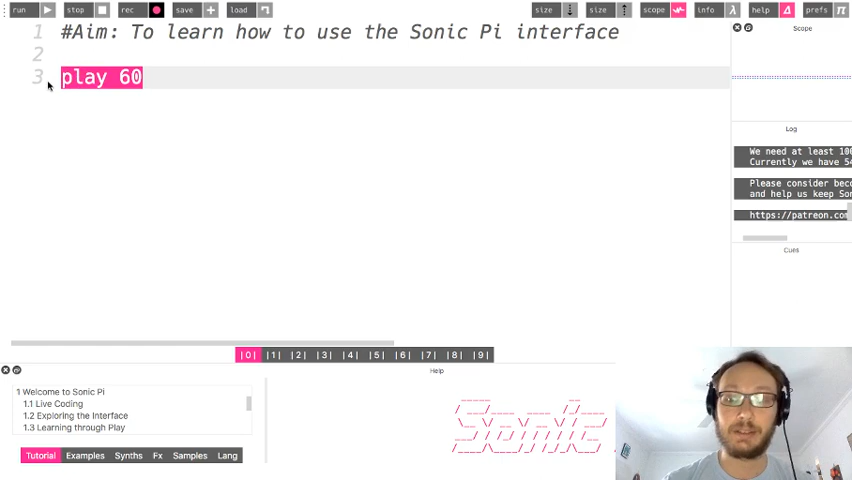 run stop rec save load size size scope info help prefs
1 #Aim: To learn how to use the Sonic Pi interface
2
3 play 60
Scope
Log
We need at least 100
Currently we have 54
Please consider beco
and help us keep Son
https://patreon.com
Cues
|0| |1| |2| |3| |4| |5| |6| |7| |8| |9|
Help
1 Welcome to Sonic Pi
1.1 Live Coding
1.2 Exploring the Interface
1.3 Learning through Play
Tutorial Examples Synths Fx Samples Lang